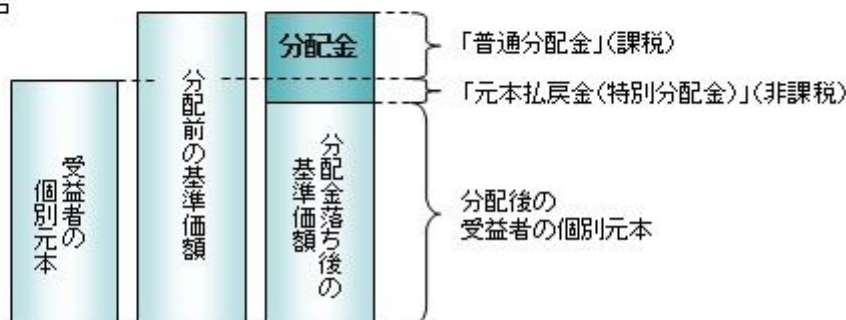 受益者の
個別元本
分配前の基準価額
分配金
分配金落ち後の
基準価額
「普通分配金」(課税)
「元本払戻金(特別分配金)」(非課税)
分配後の
受益者の個別元本